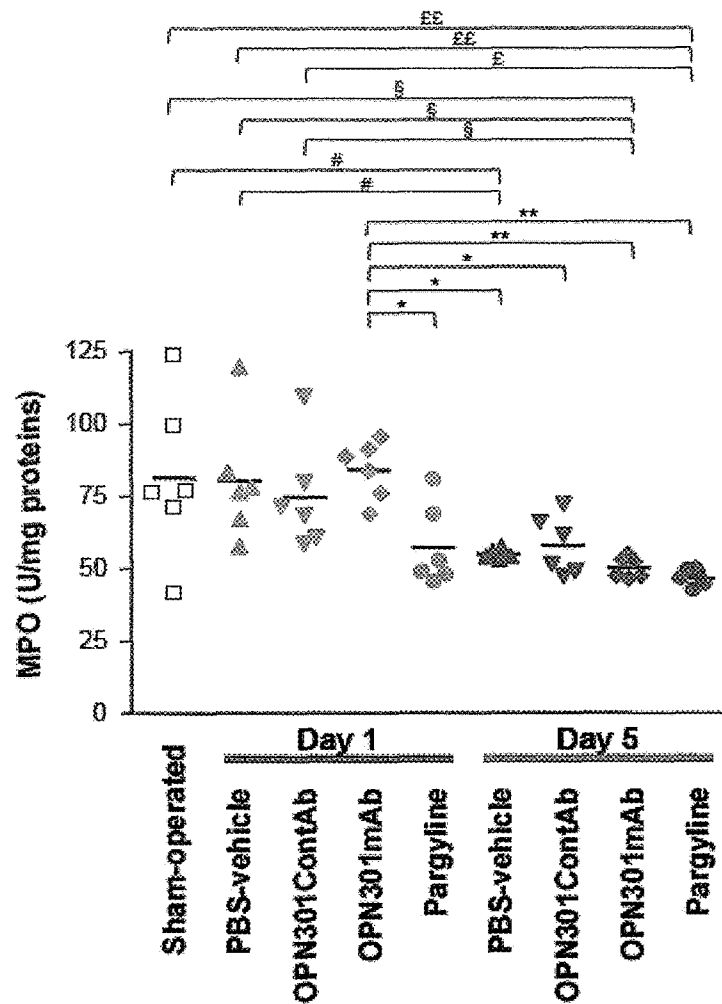 ££
££
£
§
§
§
#
#
**
**
*
*
*
MPO (U/mg proteins)
125
100
75
50
25
0
Day 1
Day 5
Sham-operated
PBS-vehicle
OPN301ContAb
OPN301mAb
Pargyline
PBS-vehicle
OPN301ContAb
OPN301mAb
Pargyline